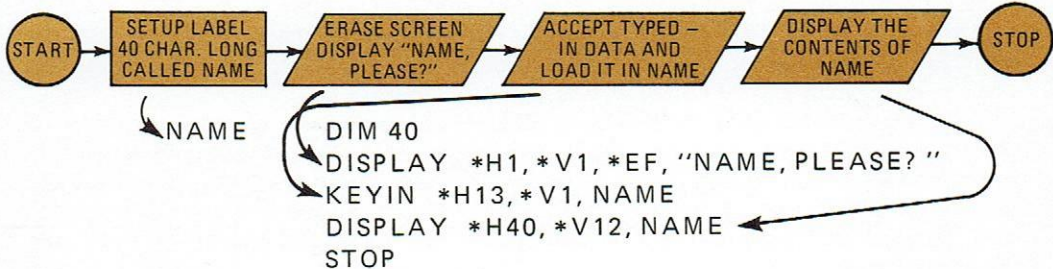 START
SETUP LABEL
40 CHAR. LONG
CALLED NAME
ERASE SCREEN
DISPLAY "NAME,
PLEASE?"
ACCEPT TYPED –
IN DATA AND
LOAD IT IN NAME
DISPLAY THE
CONTENTS OF
NAME
STOP
NAME DIM 40
DISPLAY *H1, *V1, *EF, "NAME, PLEASE? "
KEYIN *H13, *V1, NAME
DISPLAY *H40, *V12, NAME
STOP